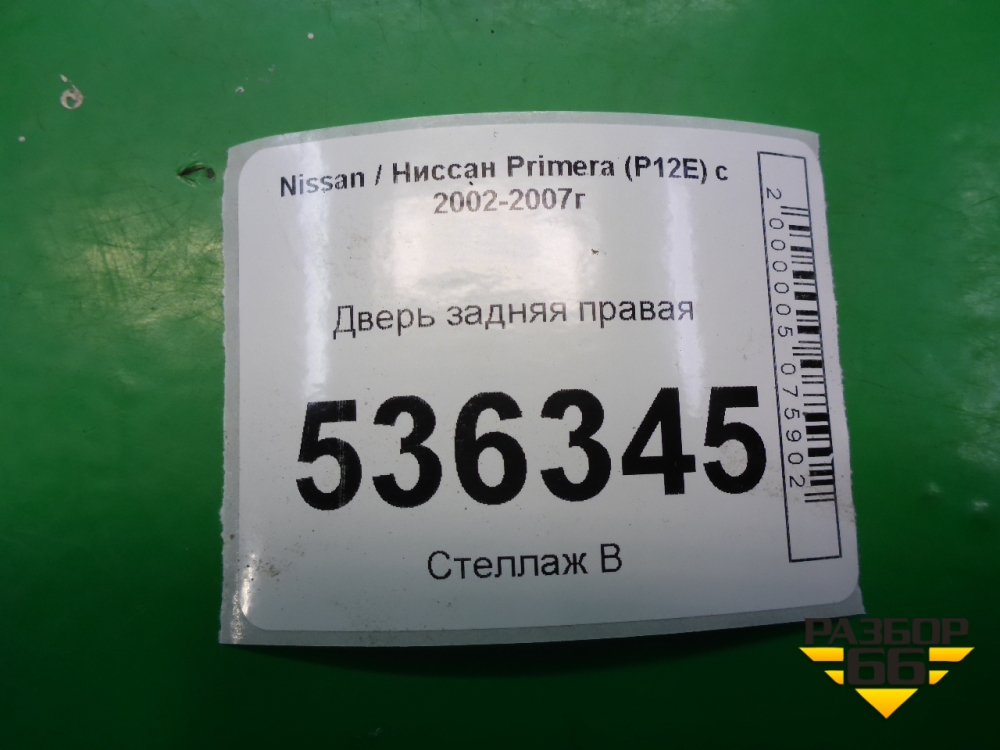 Nissan / Ниссан Primera (P12E) с
2002-2007г
Дверь задняя правая
536345
Стеллаж В
2000005075902
РАЗБОР
66